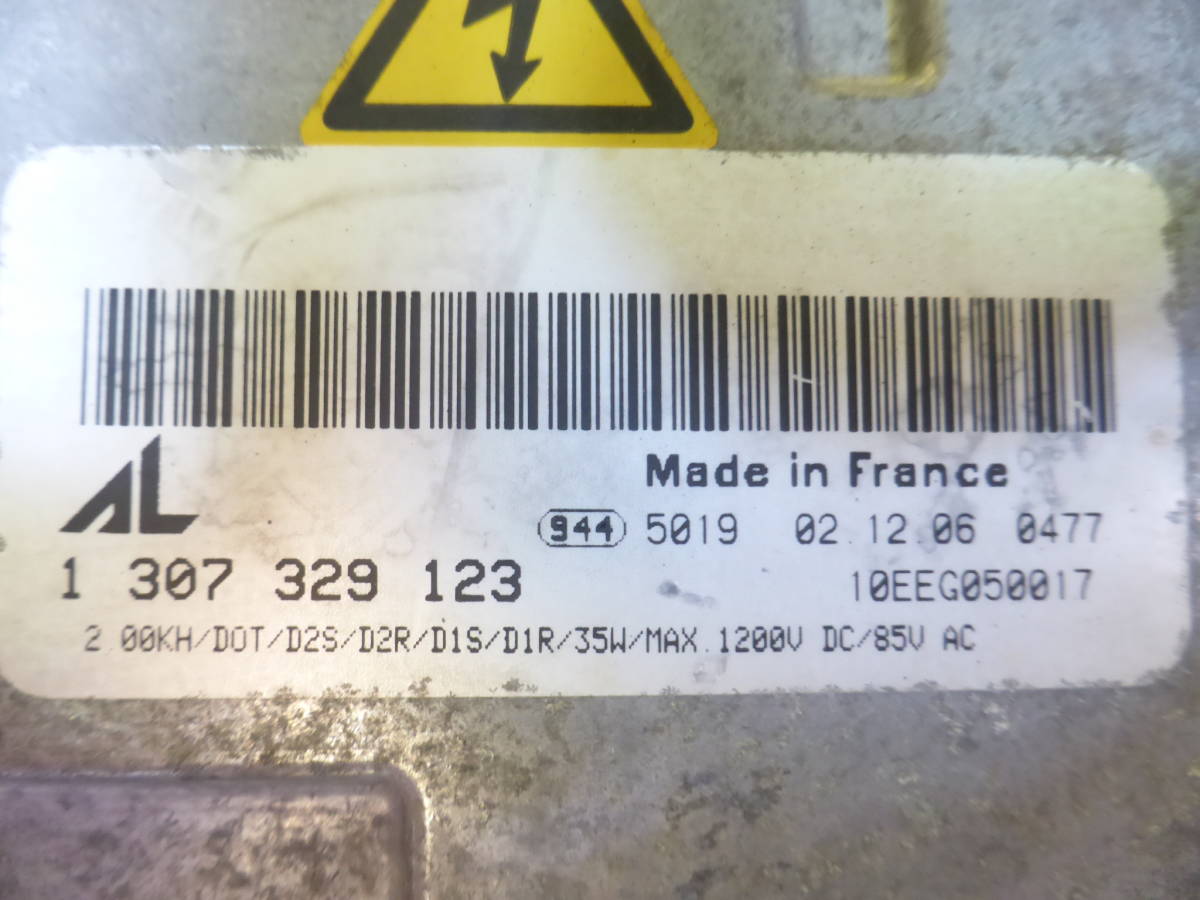 AL
Made in France
944 5019 02.12.06 0477
1 307 329 123
10EEG050017
2.00KH/DOT/D2S/D2R/D1S/D1R/35W/MAX.1200V DC/85V AC